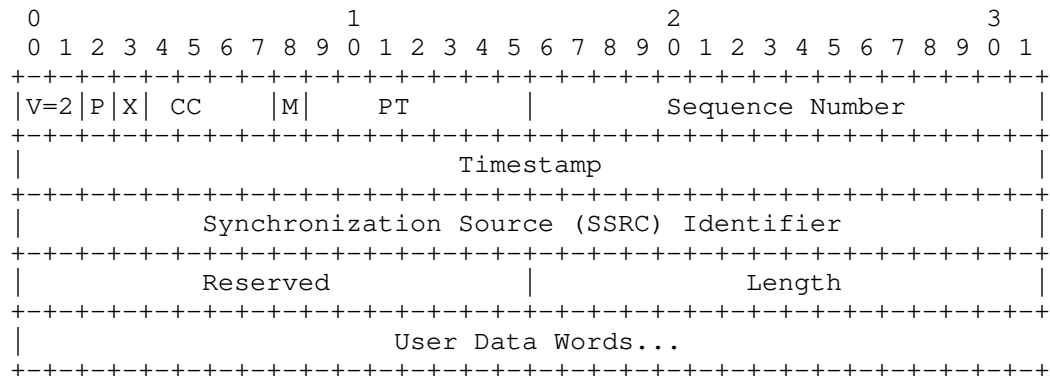 0                   1                   2                   3
 0 1 2 3 4 5 6 7 8 9 0 1 2 3 4 5 6 7 8 9 0 1 2 3 4 5 6 7 8 9 0 1
+-+-+-+-+-+-+-+-+-+-+-+-+-+-+-+-+-+-+-+-+-+-+-+-+-+-+-+-+-+-+-+-+
|V=2|P|X| CC    |M|    PT       |        Sequence Number        |
+-+-+-+-+-+-+-+-+-+-+-+-+-+-+-+-+-+-+-+-+-+-+-+-+-+-+-+-+-+-+-+-+
|                           Timestamp                           |
+-+-+-+-+-+-+-+-+-+-+-+-+-+-+-+-+-+-+-+-+-+-+-+-+-+-+-+-+-+-+-+-+
|           Synchronization Source (SSRC) Identifier            |
+-+-+-+-+-+-+-+-+-+-+-+-+-+-+-+-+-+-+-+-+-+-+-+-+-+-+-+-+-+-+-+-+
|           Reserved            |             Length            |
+-+-+-+-+-+-+-+-+-+-+-+-+-+-+-+-+-+-+-+-+-+-+-+-+-+-+-+-+-+-+-+-+
|                       User Data Words...
+-+-+-+-+-+-+-+-+-+-+-+-+-+-+-+-+-+-+-+-+-+-+-+-+-+-+-+-+-+-+-+-+